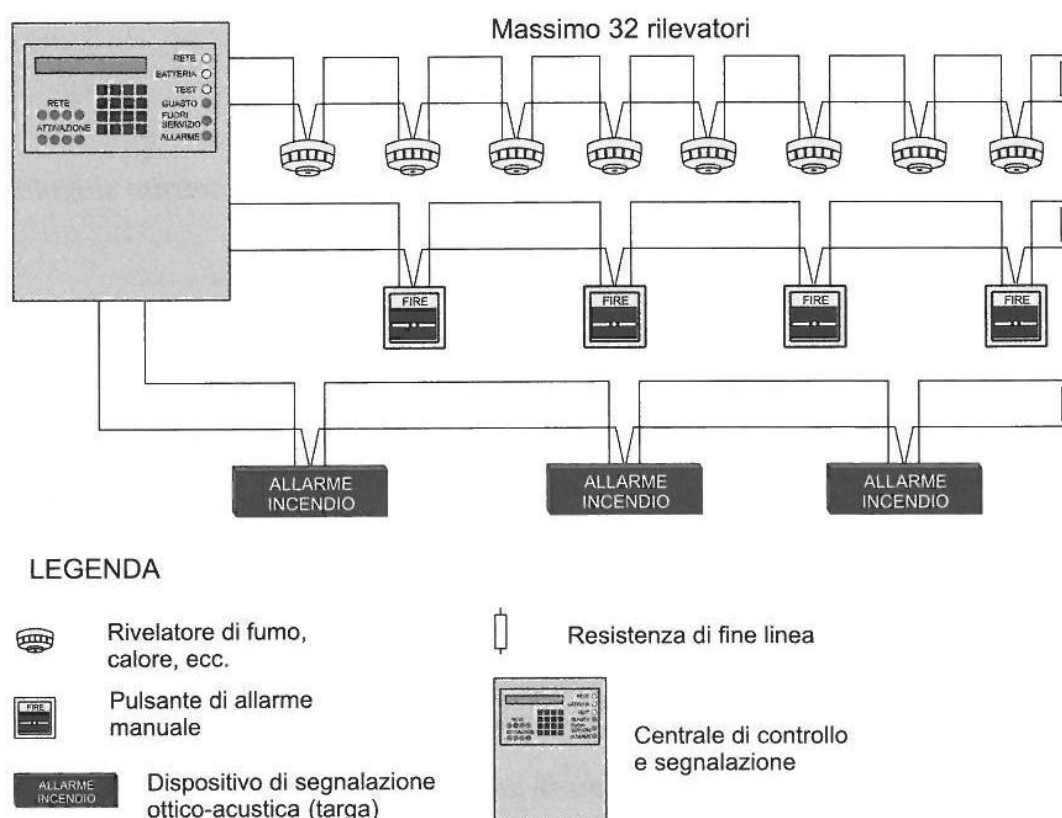 Massimo 32 rilevatori
RETE
BATTERIA
TEST
GUASTO
FUORI
SERVIZIO
ALLARME
RETE
ATTIVAZIONE
FIRE
FIRE
FIRE
FIRE
ALLARME
INCENDIO
ALLARME
INCENDIO
ALLARME
INCENDIO
LEGENDA
Rivelatore di fumo,
calore, ecc.
FIRE
Pulsante di allarme
manuale
ALLARME
INCENDIO
Dispositivo di segnalazione
ottico-acustica (targa)
Resistenza di fine linea
Centrale di controllo
e segnalazione